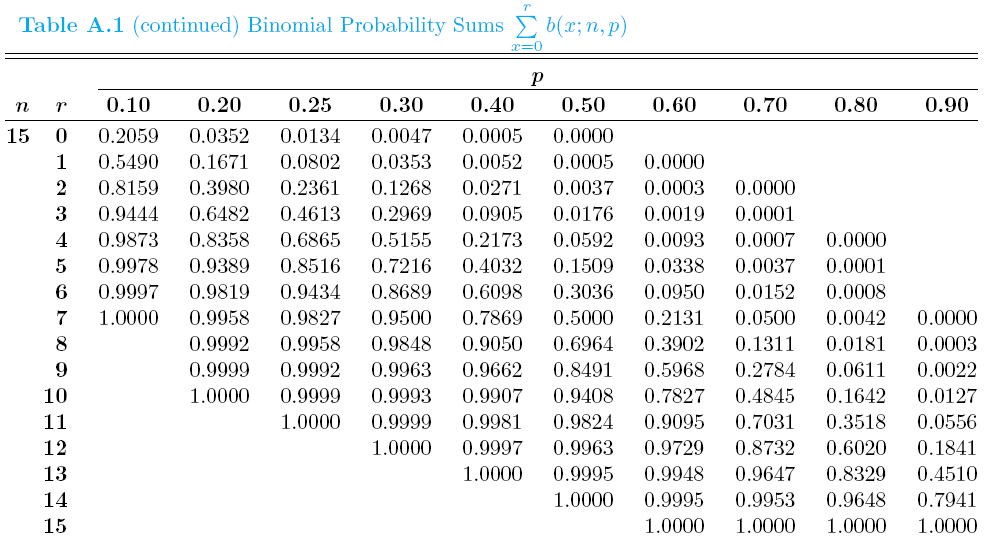 Table A.1 (continued) Binomial Probability Sums r∑x=0 b(x; n, p)
p
n r 0.10 0.20 0.25 0.30 0.40 0.50 0.60 0.70 0.80 0.90
15 0 0.2059 0.0352 0.0134 0.0047 0.0005 0.0000
1 0.5490 0.1671 0.0802 0.0353 0.0052 0.0005 0.0000
2 0.8159 0.3980 0.2361 0.1268 0.0271 0.0037 0.0003 0.0000
3 0.9444 0.6482 0.4613 0.2969 0.0905 0.0176 0.0019 0.0001
4 0.9873 0.8358 0.6865 0.5155 0.2173 0.0592 0.0093 0.0007 0.0000
5 0.9978 0.9389 0.8516 0.7216 0.4032 0.1509 0.0338 0.0037 0.0001
6 0.9997 0.9819 0.9434 0.8689 0.6098 0.3036 0.0950 0.0152 0.0008
7 1.0000 0.9958 0.9827 0.9500 0.7869 0.5000 0.2131 0.0500 0.0042 0.0000
8 0.9992 0.9958 0.9848 0.9050 0.6964 0.3902 0.1311 0.0181 0.0003
9 0.9999 0.9992 0.9963 0.9662 0.8491 0.5968 0.2784 0.0611 0.0022
10 1.0000 0.9999 0.9993 0.9907 0.9408 0.7827 0.4845 0.1642 0.0127
11 1.0000 0.9999 0.9981 0.9824 0.9095 0.7031 0.3518 0.0556
12 1.0000 0.9997 0.9963 0.9729 0.8732 0.6020 0.1841
13 1.0000 0.9995 0.9948 0.9647 0.8329 0.4510
14 1.0000 0.9995 0.9953 0.9648 0.7941
15 1.0000 1.0000 1.0000 1.0000